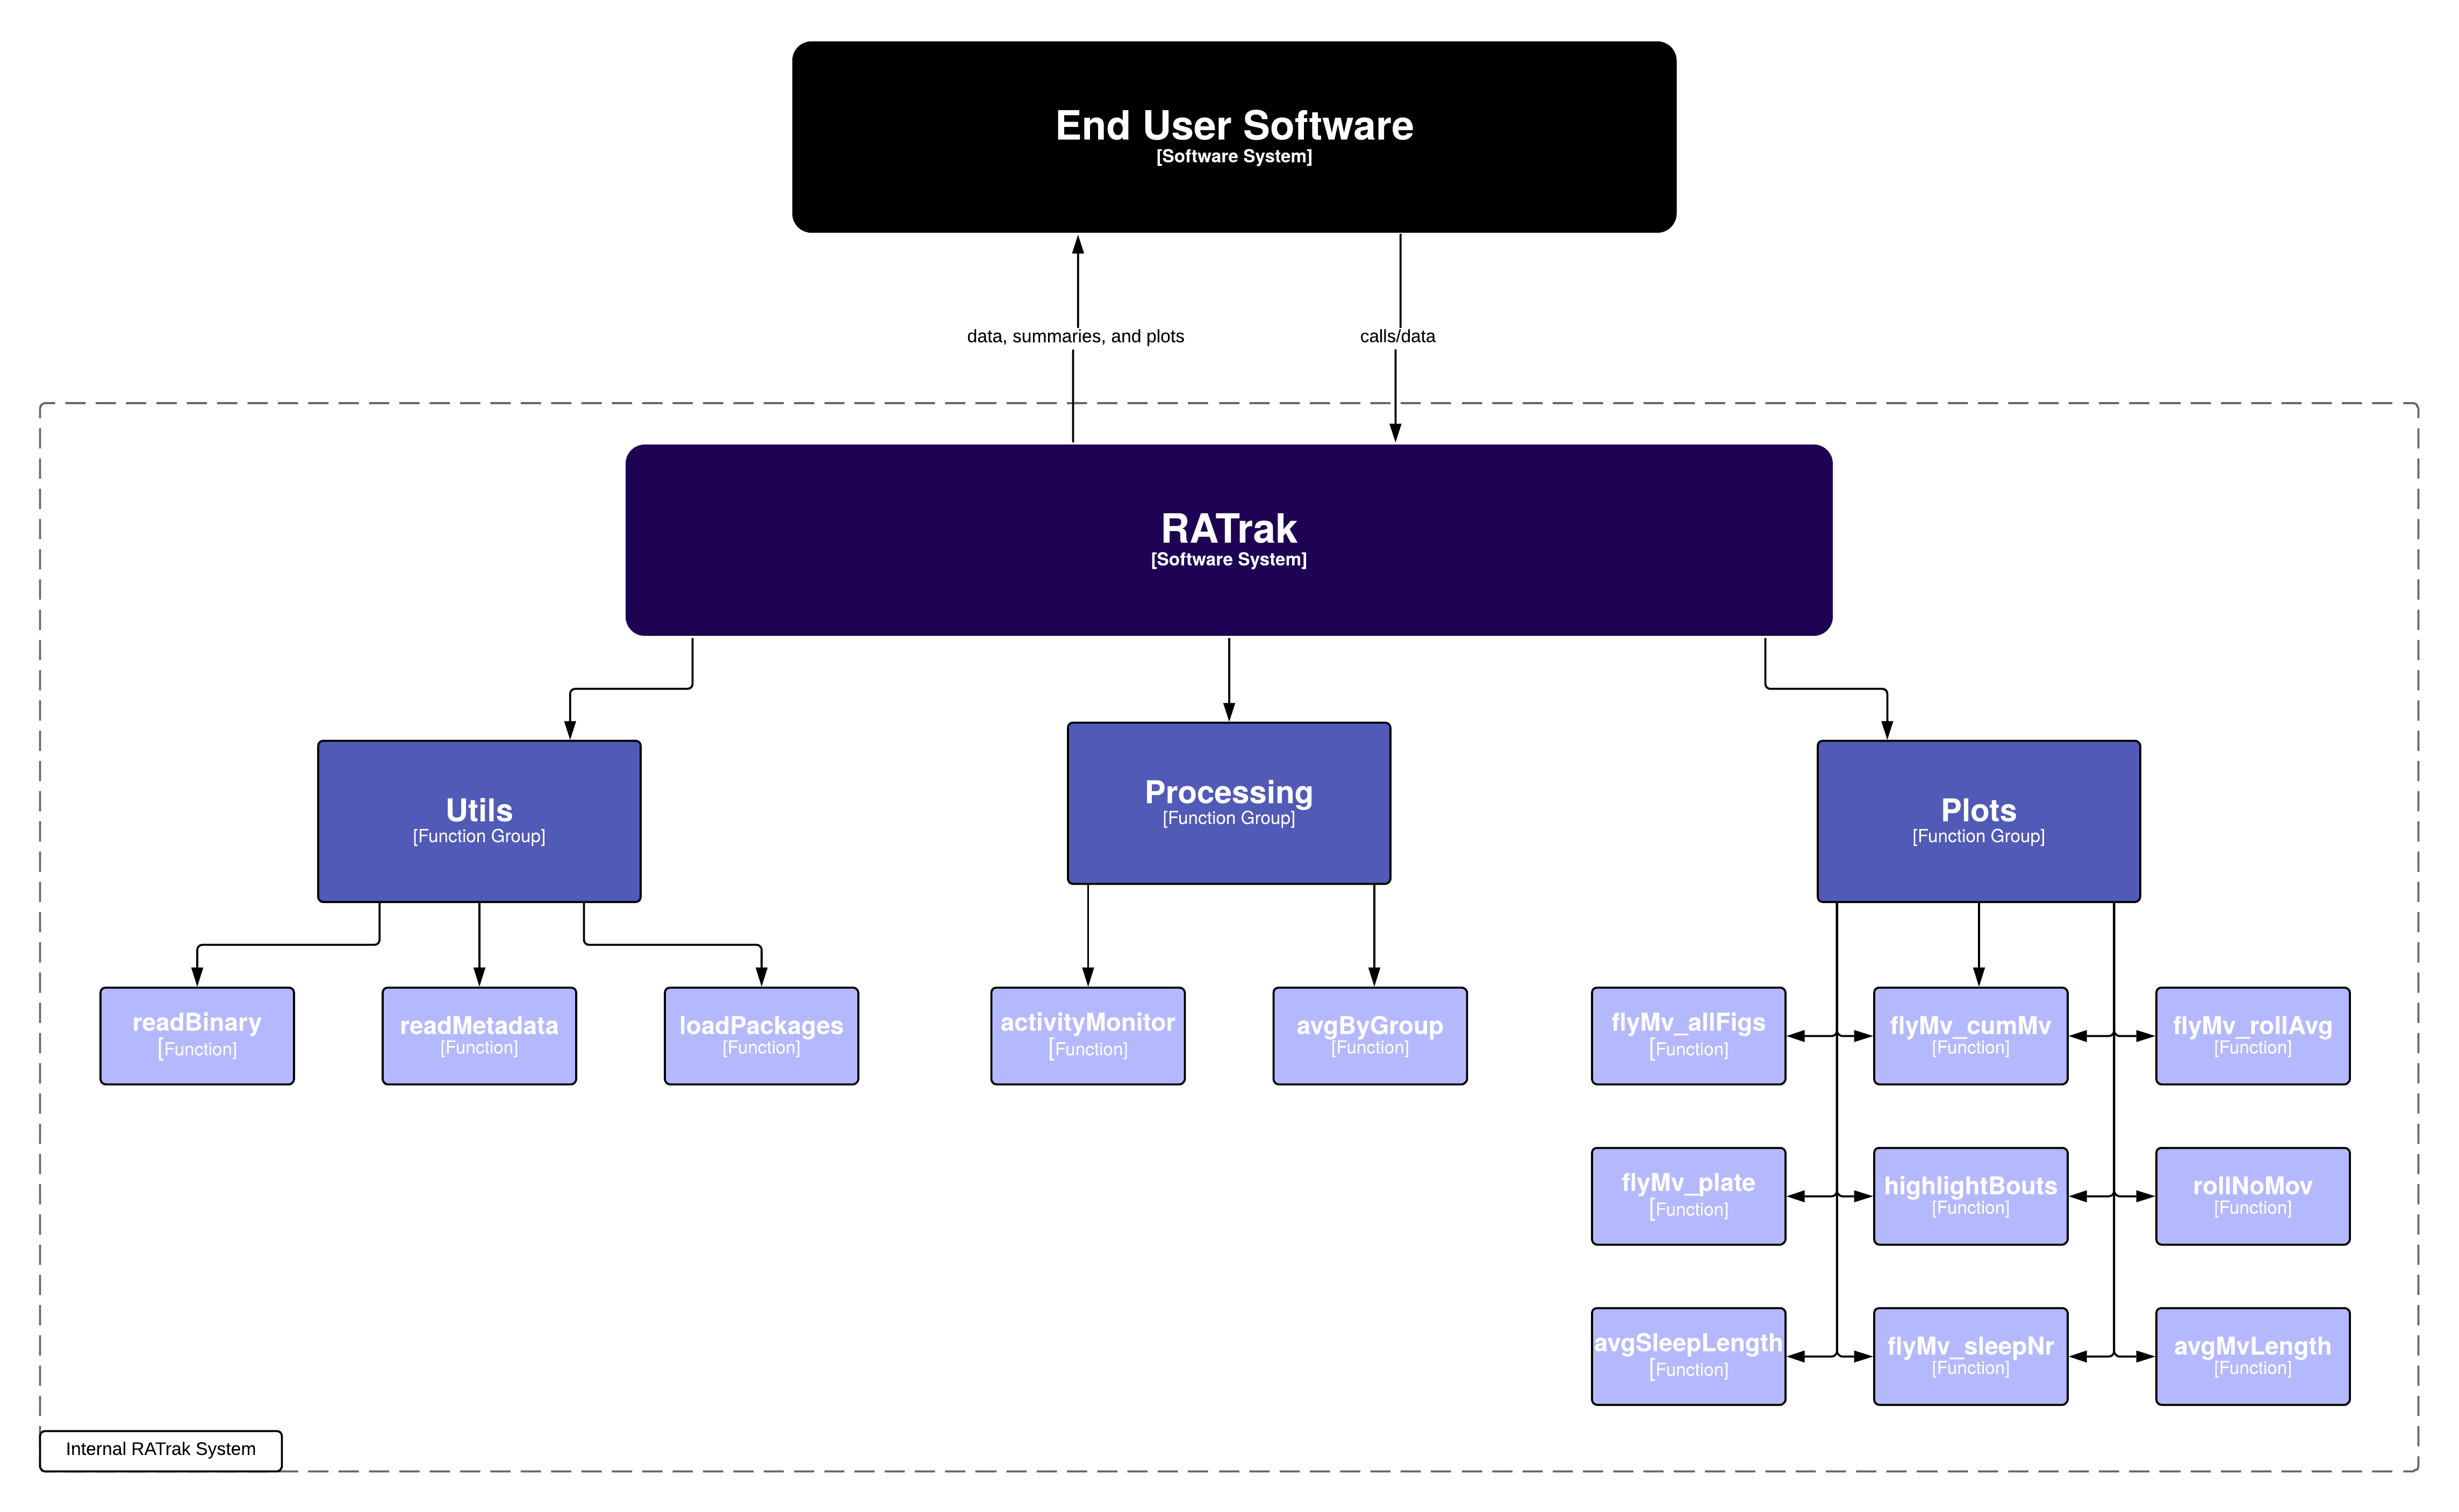 End User Software
[Software System]
data, summaries, and plots
calls/data
RATrak
[Software System]
Utils
[Function Group]
Processing
[Function Group]
Plots
[Function Group]
readBinary
[Function]
readMetadata
[Function]
loadPackages
[Function]
activityMonitor
[Function]
avgByGroup
[Function]
flyMv_allFigs
[Function]
flyMv_cumMv
[Function]
flyMv_rollAvg
[Function]
flyMv_plate
[Function]
highlightBouts
[Function]
rollNoMov
[Function]
avgSleepLength
[Function]
flyMv_sleepNr
[Function]
avgMvLength
[Function]
Internal RATrak System